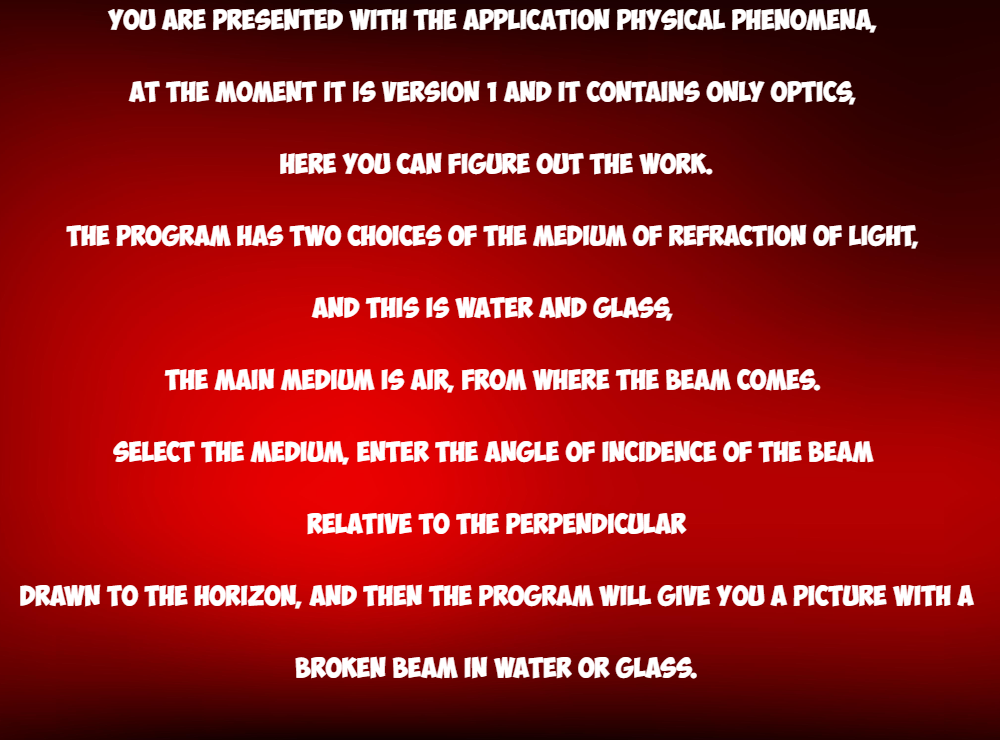 YOU ARE PRESENTED WITH THE APPLICATION PHYSICAL PHENOMENA,
AT THE MOMENT IT IS VERSION 1 AND IT CONTAINS ONLY OPTICS,
HERE YOU CAN FIGURE OUT THE WORK.
THE PROGRAM HAS TWO CHOICES OF THE MEDIUM OF REFRACTION OF LIGHT,
AND THIS IS WATER AND GLASS,
THE MAIN MEDIUM IS AIR, FROM WHERE THE BEAM COMES.
SELECT THE MEDIUM, ENTER THE ANGLE OF INCIDENCE OF THE BEAM
RELATIVE TO THE PERPENDICULAR
DRAWN TO THE HORIZON, AND THEN THE PROGRAM WILL GIVE YOU A PICTURE WITH A
BROKEN BEAM IN WATER OR GLASS.